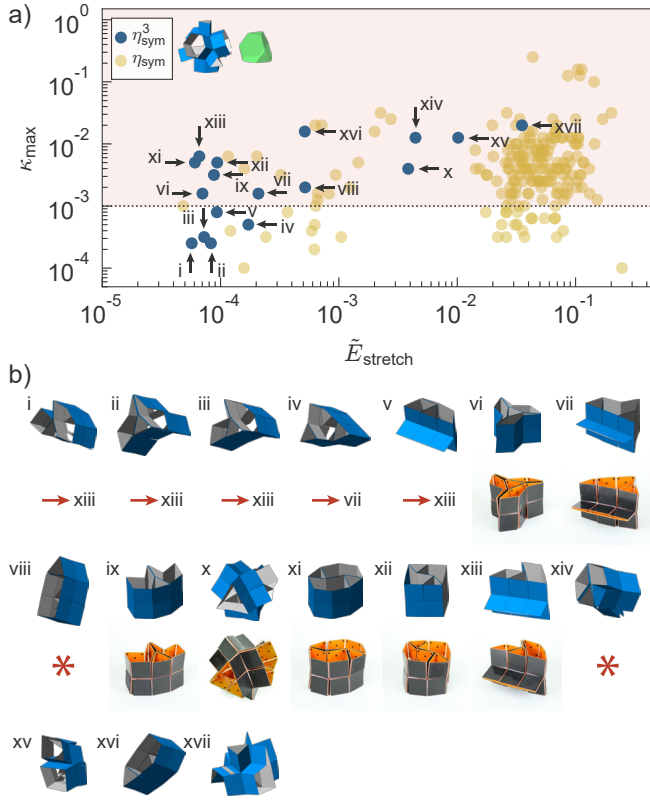 a)
η³sym
ηsym
10⁰
10⁻¹
10⁻²
10⁻³
10⁻⁴
κmax
xiii
xi
xii
vi
ix
vii
iii
v
iv
i
ii
xvi
viii
xiv
xv
xvii
x
10⁻⁵
10⁻⁴
10⁻³
10⁻²
10⁻¹
Ẽstretch
b)
i ii iii iv v vi vii
→ xiii → xiii → xiii → vii → xiii
viii ix x xi xii xiii xiv
* *
xv xvi xvii